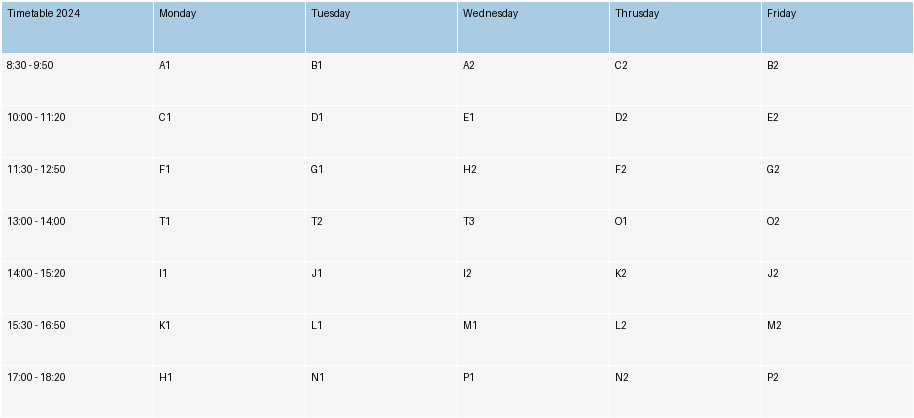 Timetable 2024 Monday Tuesday Wednesday Thrusday Friday
8:30 - 9:50 A1 B1 A2 C2 B2
10:00 - 11:20 C1 D1 E1 D2 E2
11:30 - 12:50 F1 G1 H2 F2 G2
13:00 - 14:00 T1 T2 T3 O1 O2
14:00 - 15:20 I1 J1 I2 K2 J2
15:30 - 16:50 K1 L1 M1 L2 M2
17:00 - 18:20 H1 N1 P1 N2 P2